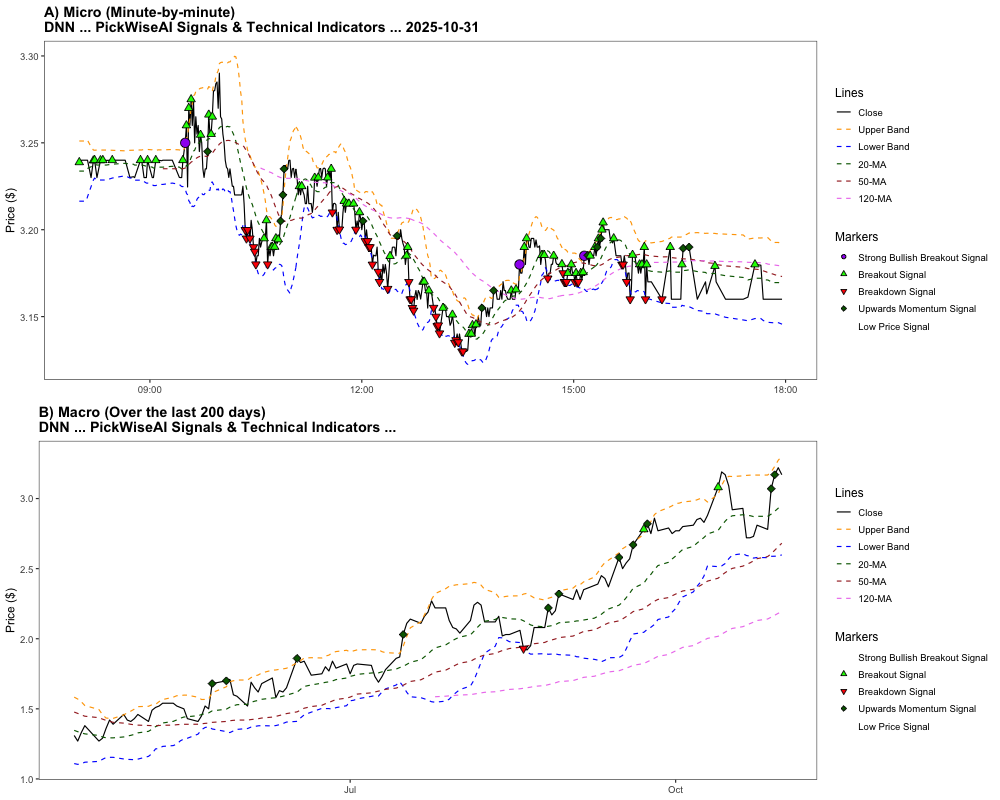 A) Micro (Minute-by-minute)
DNN ... PickWiseAI Signals & Technical Indicators ... 2025-10-31
Price ($)
3.30
3.25
3.20
3.15
09:00
12:00
15:00
18:00
Lines
Close
Upper Band
Lower Band
20-MA
50-MA
120-MA
Markers
Strong Bullish Breakout Signal
Breakout Signal
Breakdown Signal
Upwards Momentum Signal
Low Price Signal
B) Macro (Over the last 200 days)
DNN ... PickWiseAI Signals & Technical Indicators ...
Price ($)
3.0
2.5
2.0
1.5
1.0
Jul
Oct
Lines
Close
Upper Band
Lower Band
20-MA
50-MA
120-MA
Markers
Strong Bullish Breakout Signal
Breakout Signal
Breakdown Signal
Upwards Momentum Signal
Low Price Signal